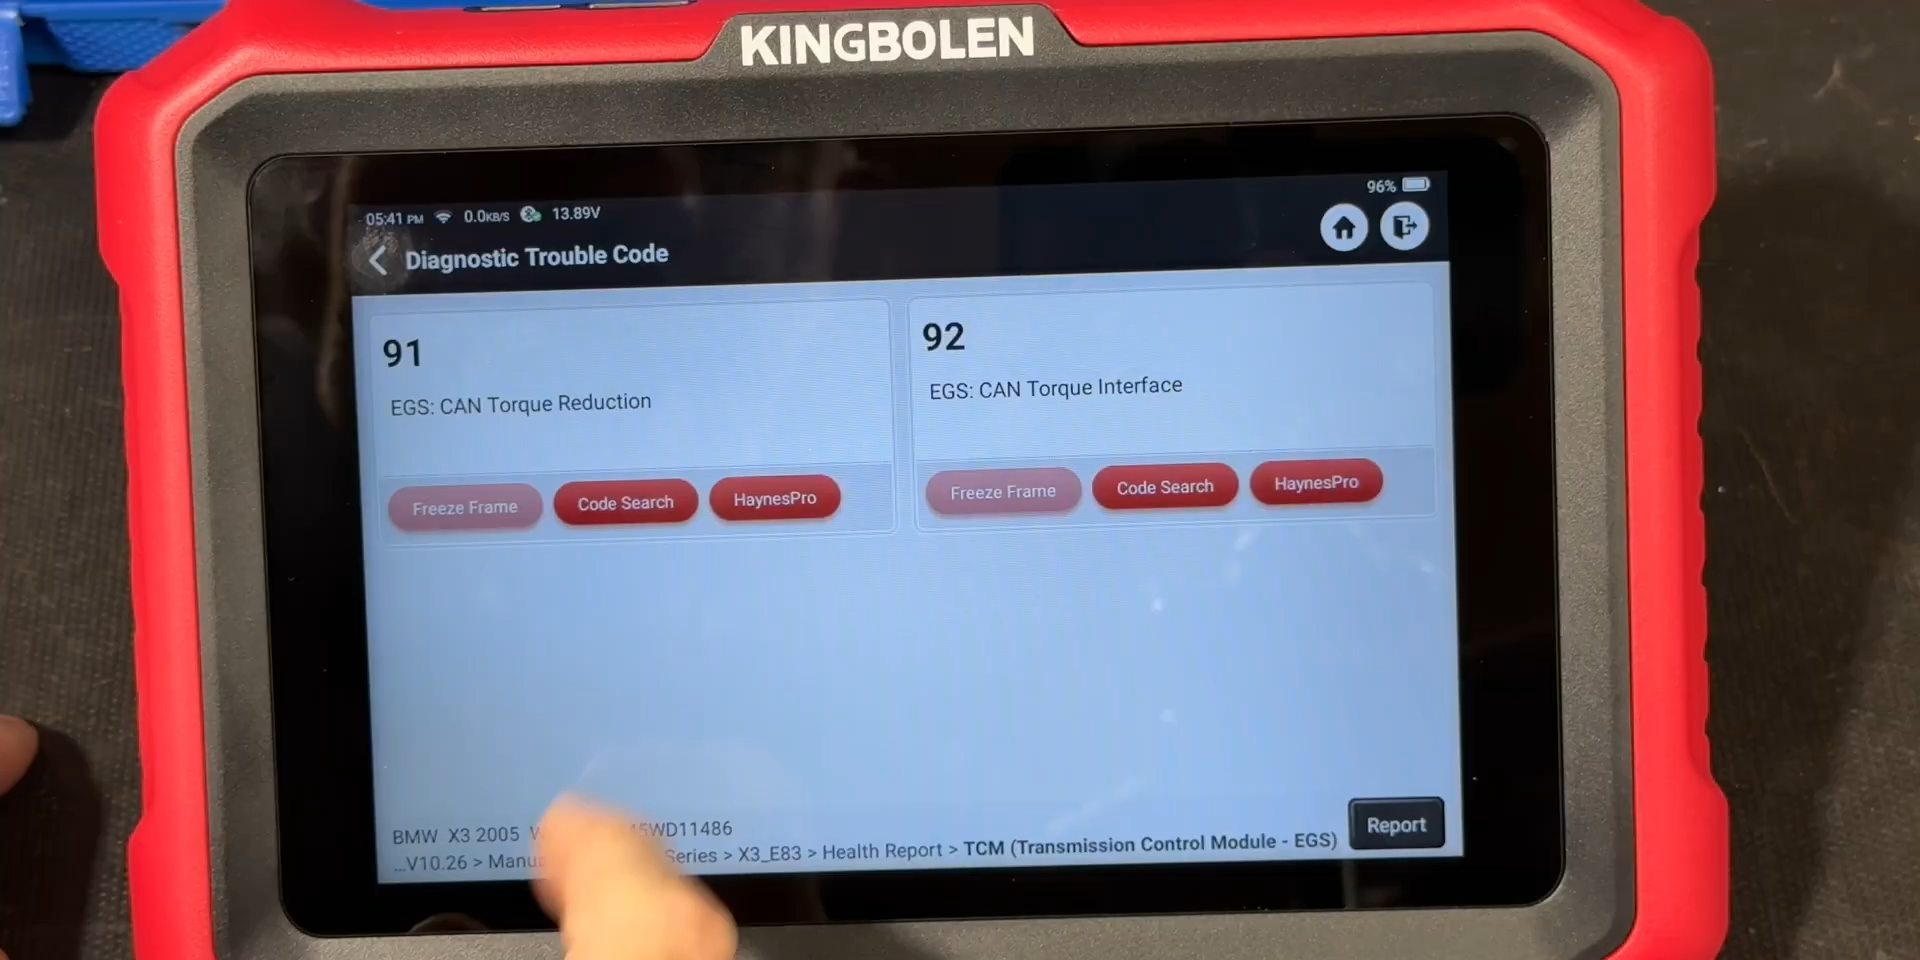 KINGBOLEN
05:41 PM 0.0KB/S 13.89V
96%
Diagnostic Trouble Code
91
EGS: CAN Torque Reduction
Freeze Frame Code Search HaynesPro
92
EGS: CAN Torque Interface
Freeze Frame Code Search HaynesPro
BMW X3 2005 WD11486
...V10.26 > Series > X3_E83 > Health Report > TCM (Transmission Control Module - EGS)
Report